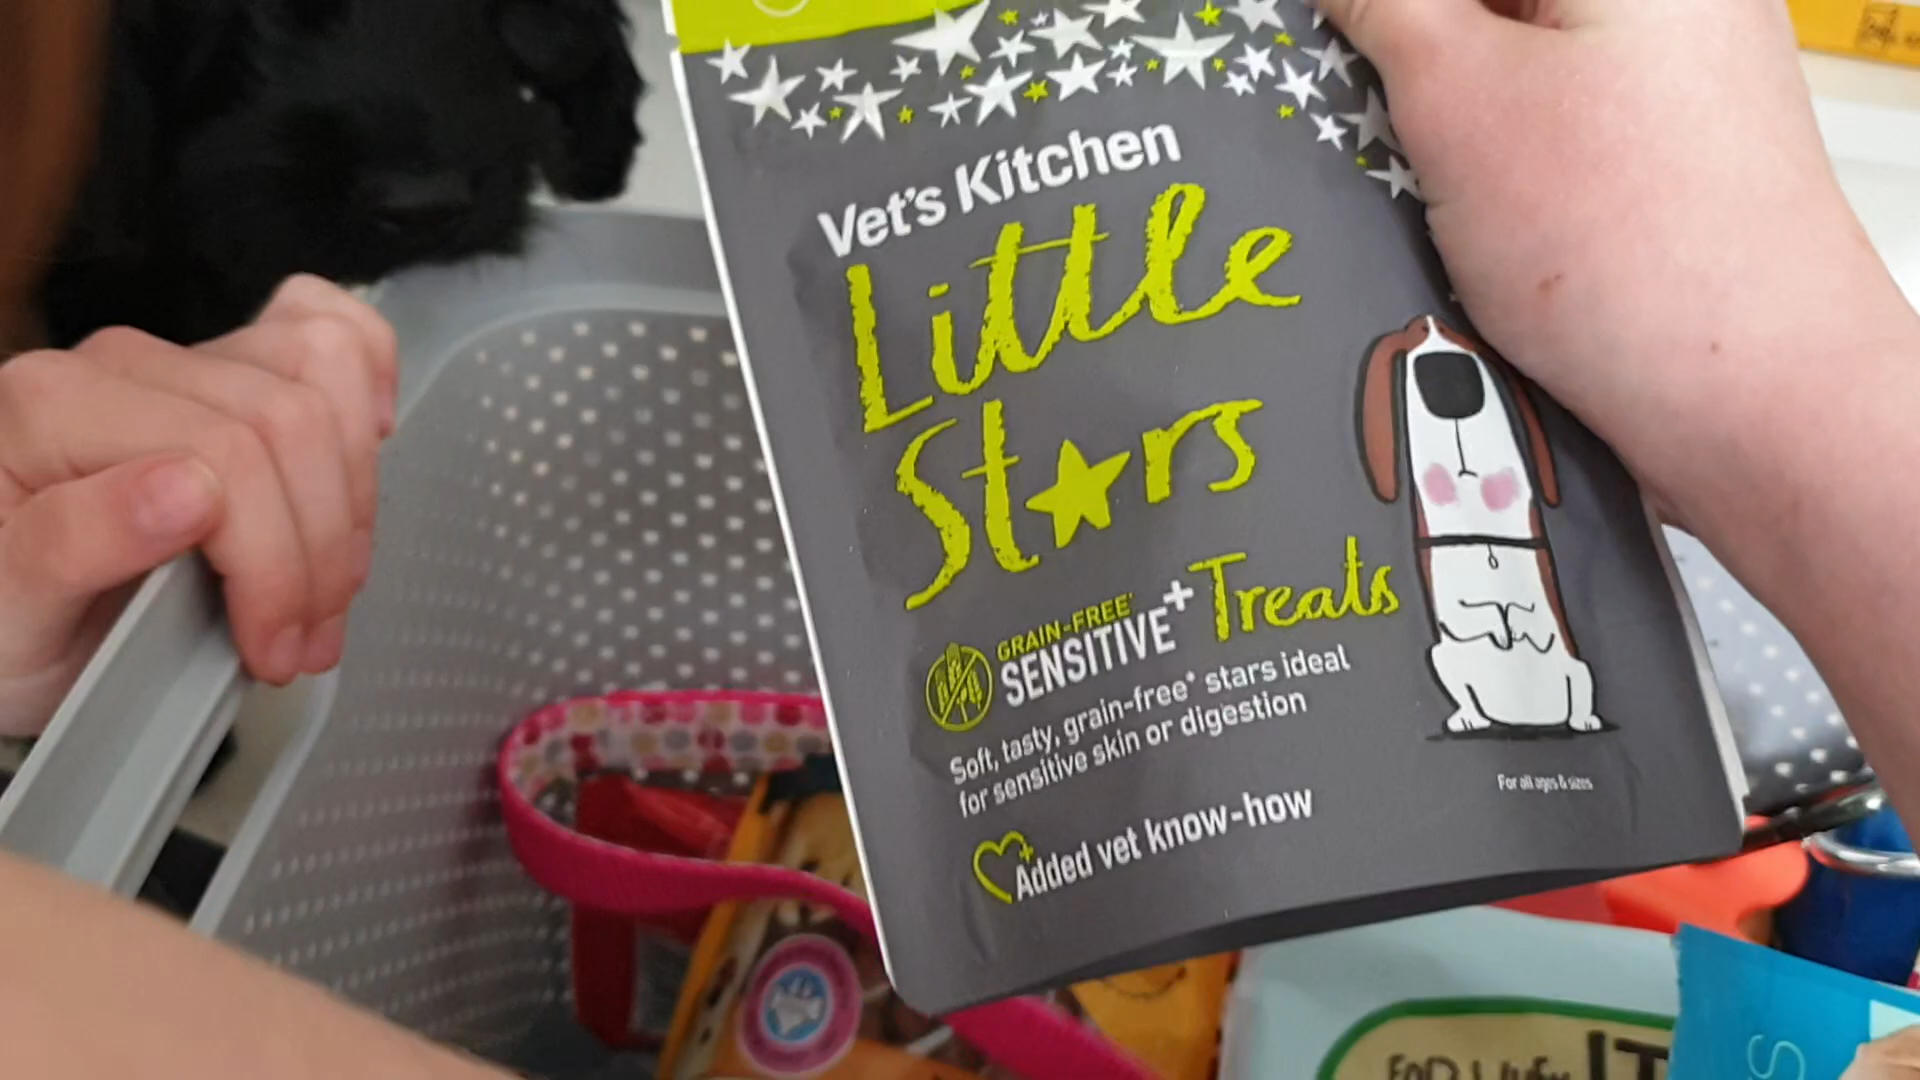 Vet's Kitchen
Little
Stars
GRAIN-FREE*
SENSITIVE+ Treats
Soft, tasty, grain-free* stars ideal
for sensitive skin or digestion
Added vet know-how
For all ages & sizes